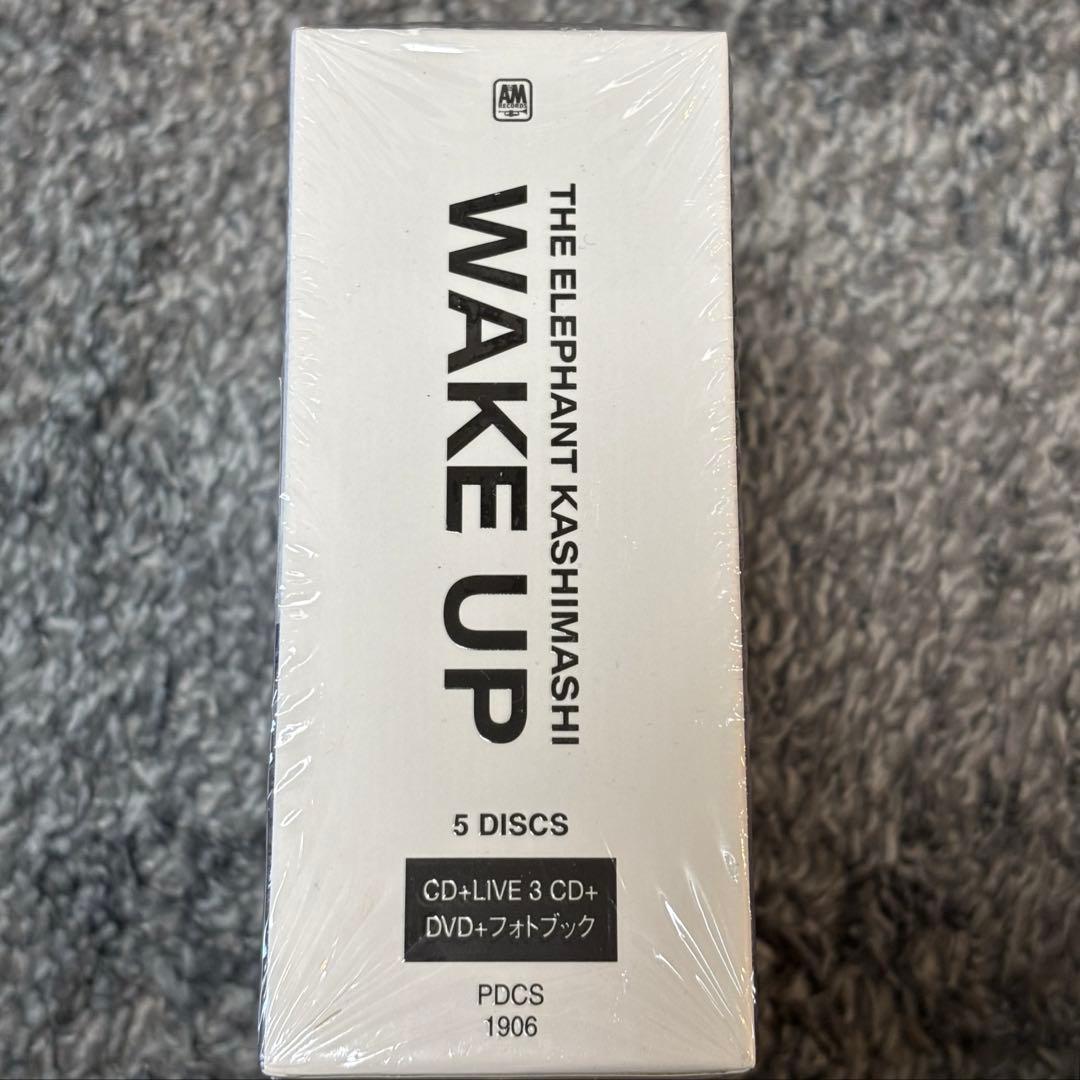 A&M
RECORDS
THE ELEPHANT KASHIMASHI
WAKE UP
5 DISCS
CD+LIVE 3 CD+
DVD+フォトブック
PDCS
1906